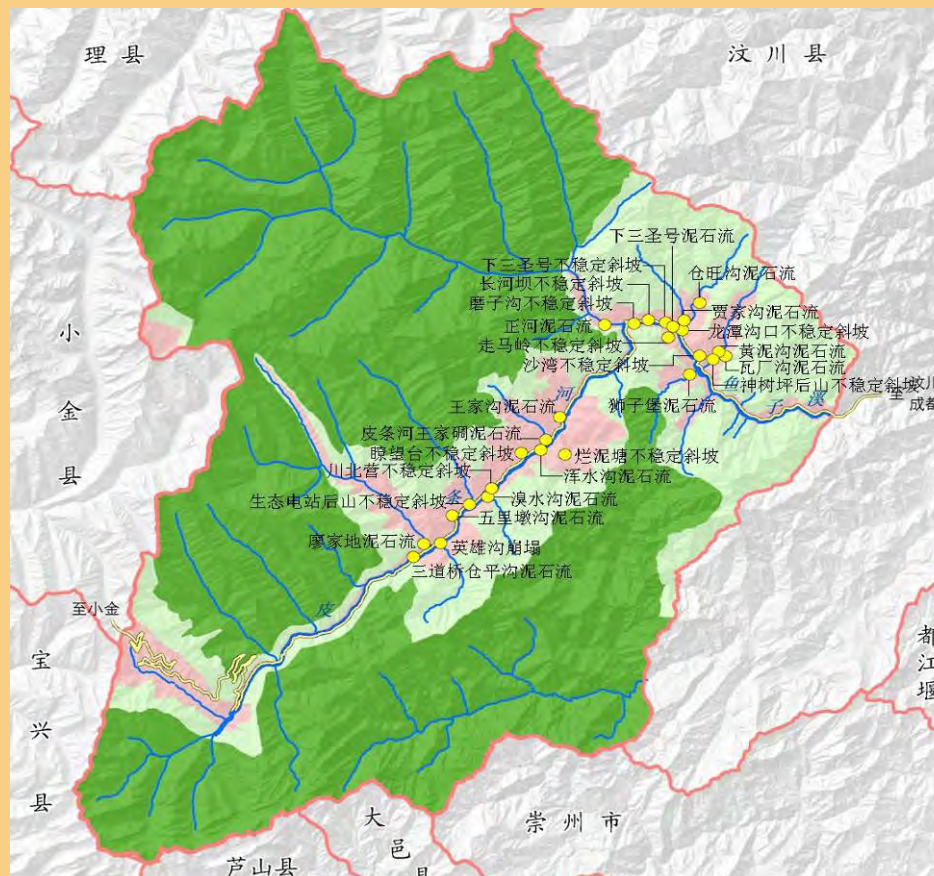 理县
汶川县
下三圣号泥石流
下三圣号不稳定斜坡
仓旺沟泥石流
长河坝不稳定斜坡
磨子沟不稳定斜坡
贾家沟泥石流
正河泥石流
龙潭沟口不稳定斜坡
走马岭不稳定斜坡
黄泥沟泥石流
沙湾不稳定斜坡
瓦厂沟泥石流
神树坪后山不稳定斜坡
至汶川
成都
小金县
河
鱼子溪
狮子堡泥石流
王家沟泥石流
皮条河王家碉泥石流
瞭望台不稳定斜坡
烂泥塘不稳定斜坡
川北营不稳定斜坡
浑水沟泥石流
条
生态电站后山不稳定斜坡
溴水沟泥石流
五里墩沟泥石流
廖家地泥石流
英雄沟崩塌
三道桥仓平沟泥石流
至小金
皮
都江堰
宝兴县
大邑县
崇州市
芦山县